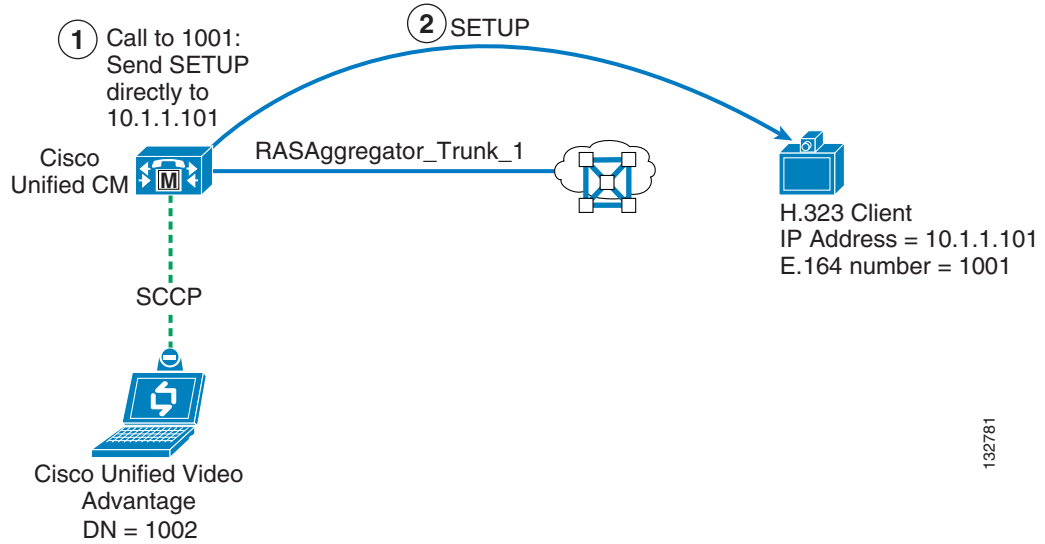 1
Call to 1001:
Send SETUP
directly to
10.1.1.101
2
SETUP
Cisco
Unified CM
M
RASAggregator_Trunk_1
H.323 Client
IP Address = 10.1.1.101
E.164 number = 1001
SCCP
Cisco Unified Video
Advantage
DN = 1002
132781